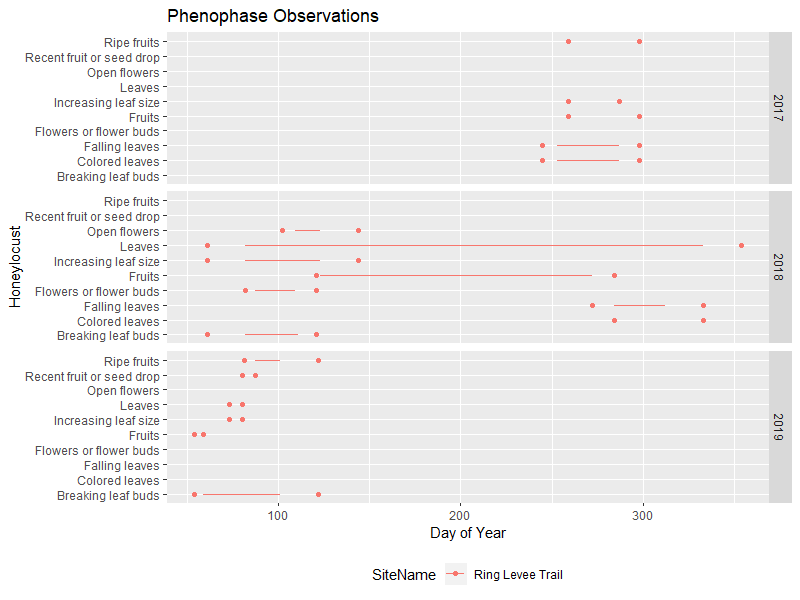 Phenophase Observations
Ripe fruits
Recent fruit or seed drop
Open flowers
Leaves
Increasing leaf size
Fruits
Flowers or flower buds
Falling leaves
Colored leaves
Breaking leaf buds
2017
Ripe fruits
Recent fruit or seed drop
Open flowers
Leaves
Increasing leaf size
Fruits
Flowers or flower buds
Falling leaves
Colored leaves
Breaking leaf buds
2018
Honeylocust
Ripe fruits
Recent fruit or seed drop
Open flowers
Leaves
Increasing leaf size
Fruits
Flowers or flower buds
Falling leaves
Colored leaves
Breaking leaf buds
2019
100 200 300
Day of Year
SiteName Ring Levee Trail